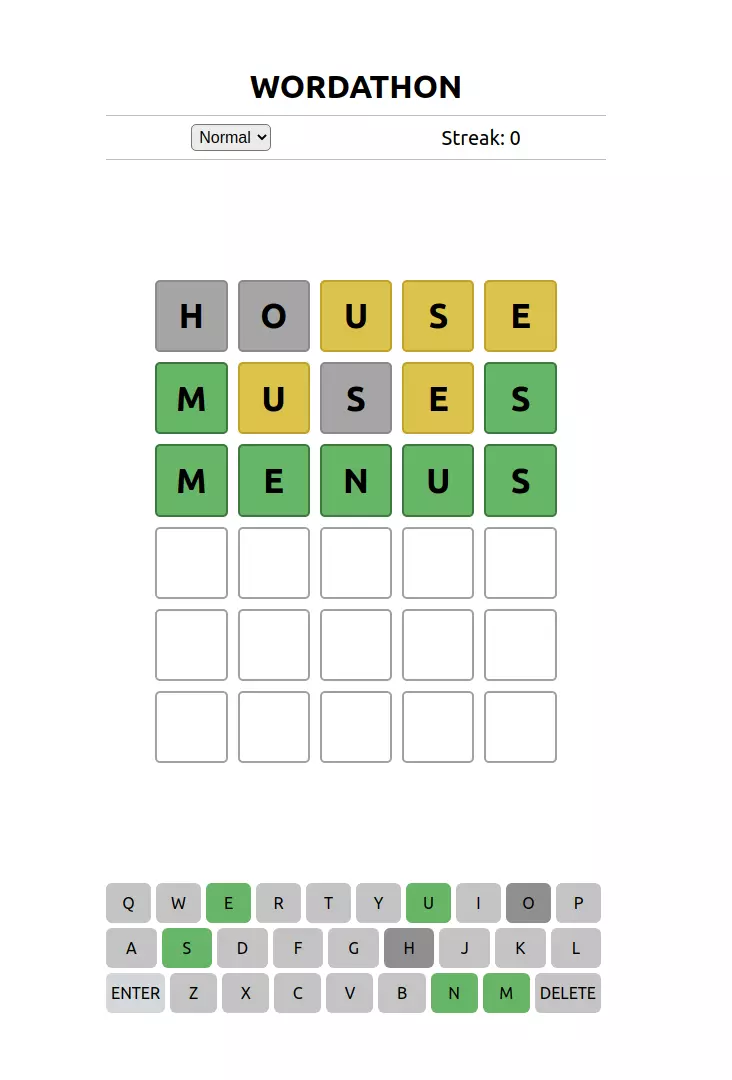 WORDATHON
Normal Streak: 0
H O U S E
M U S E S
M E N U S
Q W E R T Y U I O P
A S D F G H J K L
ENTER Z X C V B N M DELETE